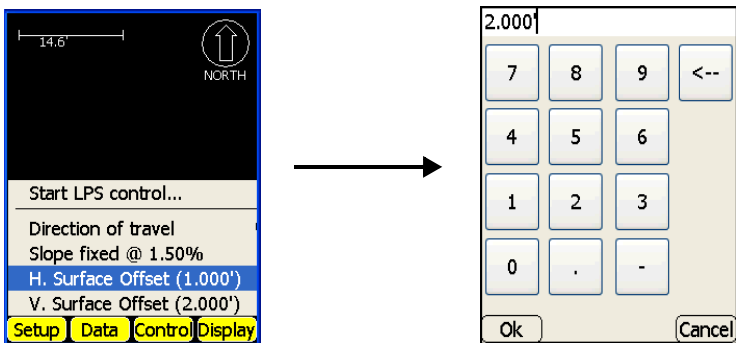 14.6'
NORTH
Start LPS control...
Direction of travel
Slope fixed @ 1.50%
H. Surface Offset (1.000')
V. Surface Offset (2.000')
Setup Data Control Display
2.000'
7 8 9 <--
4 5 6
1 2 3
0 . -
Ok Cancel